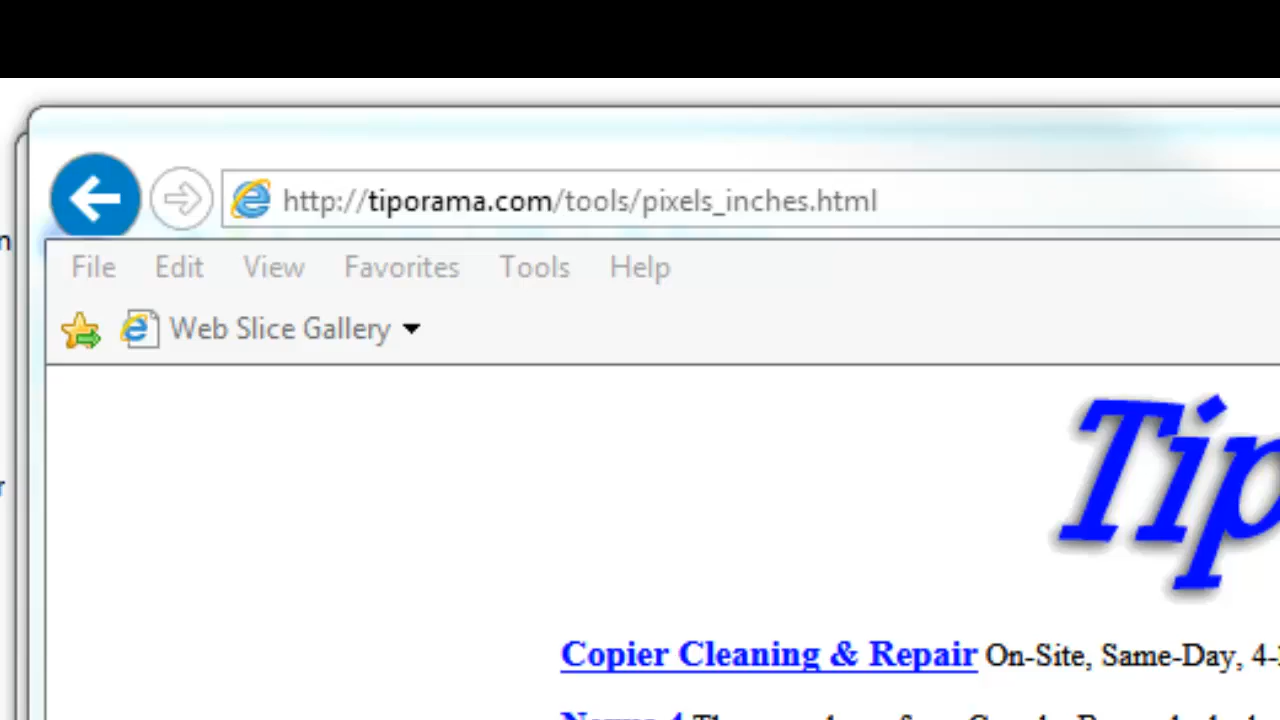 http://tiporama.com/tools/pixels_inches.html
File Edit View Favorites Tools Help
Web Slice Gallery
Tip
Copier Cleaning & Repair On-Site, Same-Day, 4-